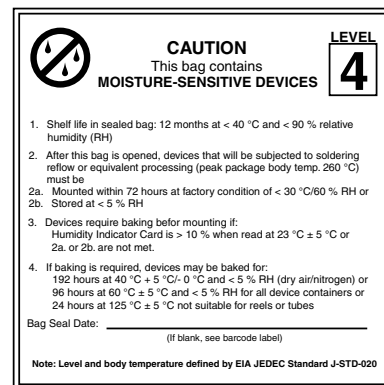 LEVEL
CAUTION
This bag contains
MOISTURE-SENSITIVE DEVICES
4
1. Shelf life in sealed bag: 12 months at < 40 °C and < 90 % relative
humidity (RH)
2. After this bag is opened, devices that will be subjected to soldering
reflow or equivalent processing (peak package body temp. 260 °C)
must be
2a. Mounted within 72 hours at factory condition of < 30 °C/60 % RH or
2b. Stored at < 5 % RH
3. Devices require baking befor mounting if:
Humidity Indicator Card is > 10 % when read at 23 °C ± 5 °C or
2a. or 2b. are not met.
4. If baking is required, devices may be baked for:
192 hours at 40 °C + 5 °C/- 0 °C and < 5 % RH (dry air/nitrogen) or
96 hours at 60 °C ± 5 °C and < 5 % RH for all device containers or
24 hours at 125 °C ± 5 °C not suitable for reels or tubes
Bag Seal Date:
(If blank, see barcode label)
Note: Level and body temperature defined by EIA JEDEC Standard J-STD-020